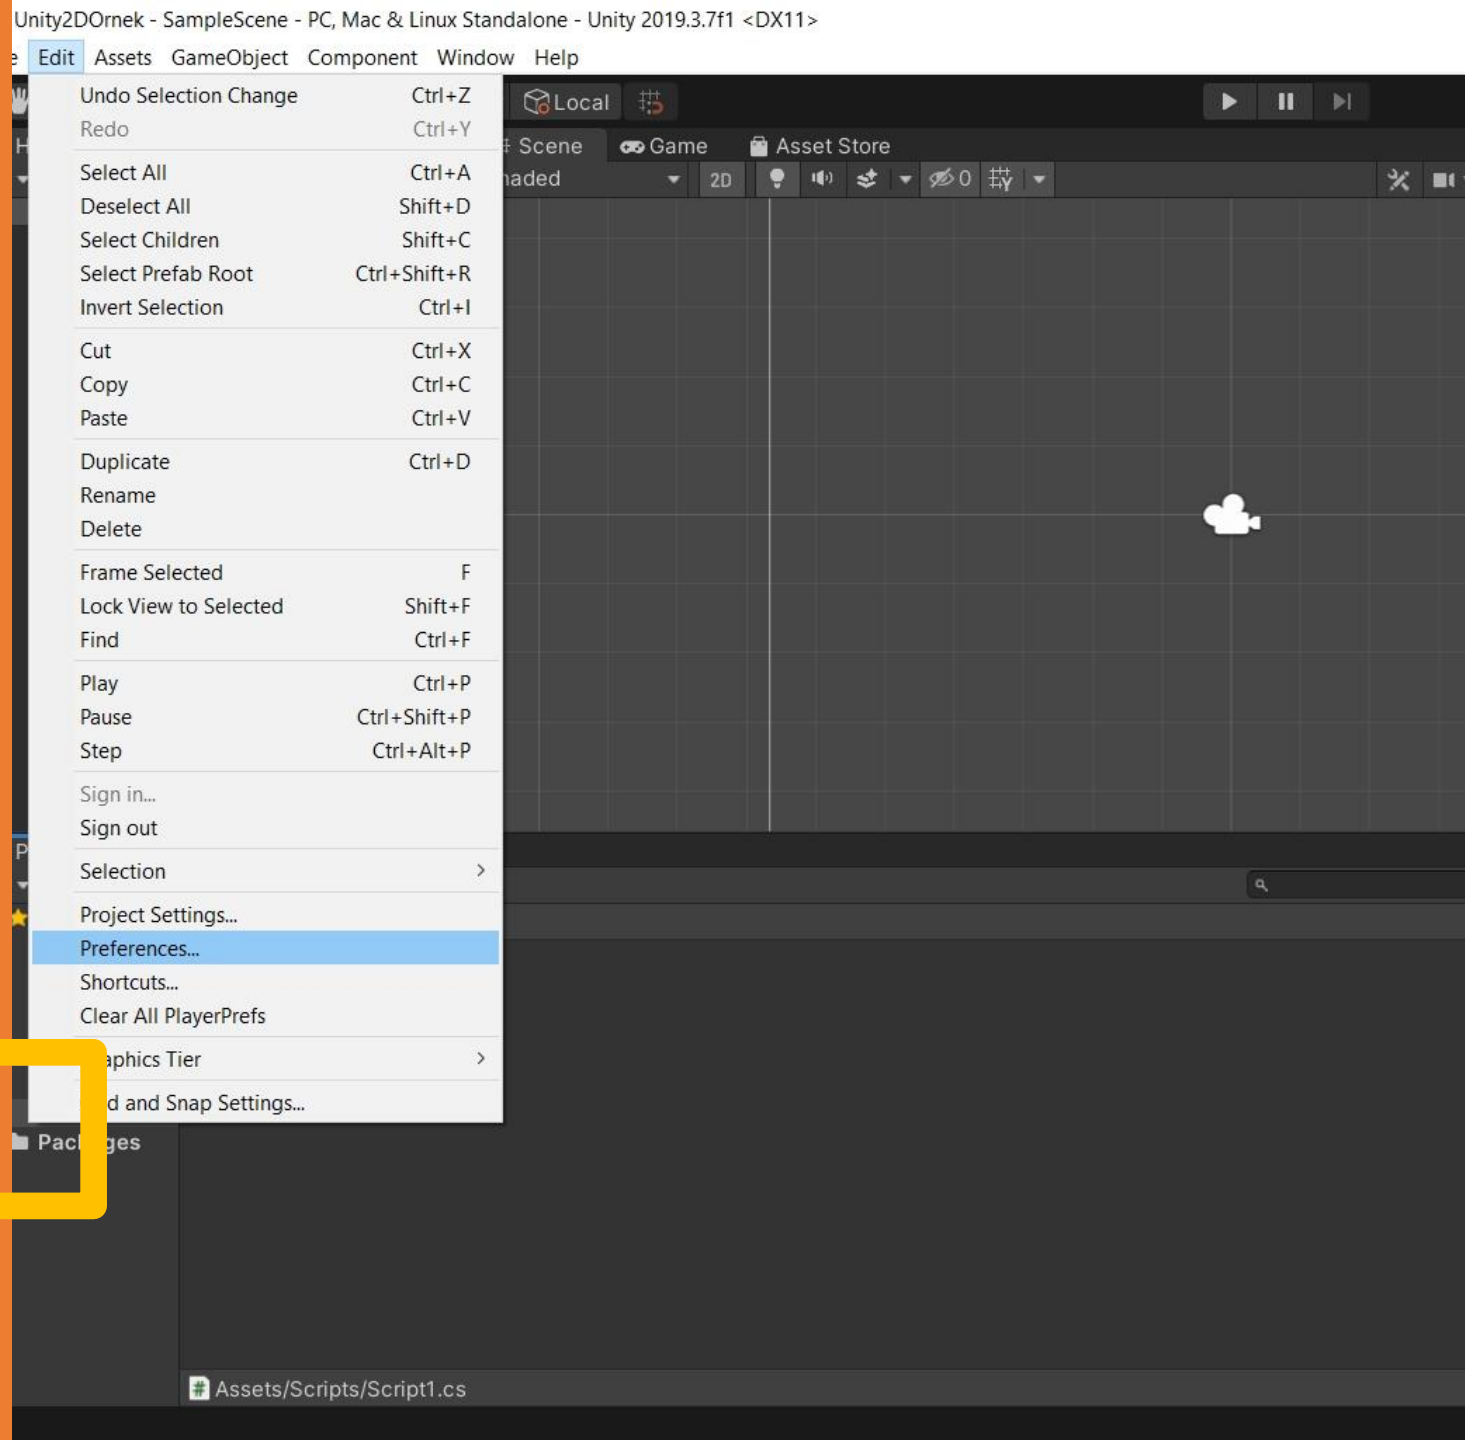 Unity2DOrnek - SampleScene - PC, Mac & Linux Standalone - Unity 2019.3.7f1 <DX11>
Edit Assets GameObject Component Window Help
Undo Selection Change Ctrl+Z
Redo Ctrl+Y
Select All Ctrl+A
Deselect All Shift+D
Select Children Shift+C
Select Prefab Root Ctrl+Shift+R
Invert Selection Ctrl+I
Cut Ctrl+X
Copy Ctrl+C
Paste Ctrl+V
Duplicate Ctrl+D
Rename
Delete
Frame Selected F
Lock View to Selected Shift+F
Find Ctrl+F
Play Ctrl+P
Pause Ctrl+Shift+P
Step Ctrl+Alt+P
Sign in...
Sign out
Selection >
Project Settings...
Preferences...
Shortcuts...
Clear All PlayerPrefs
aphics Tier >
d and Snap Settings...
Local
Scene Game Asset Store
haded 2D 0
Pac ges
Assets/Scripts/Script1.cs